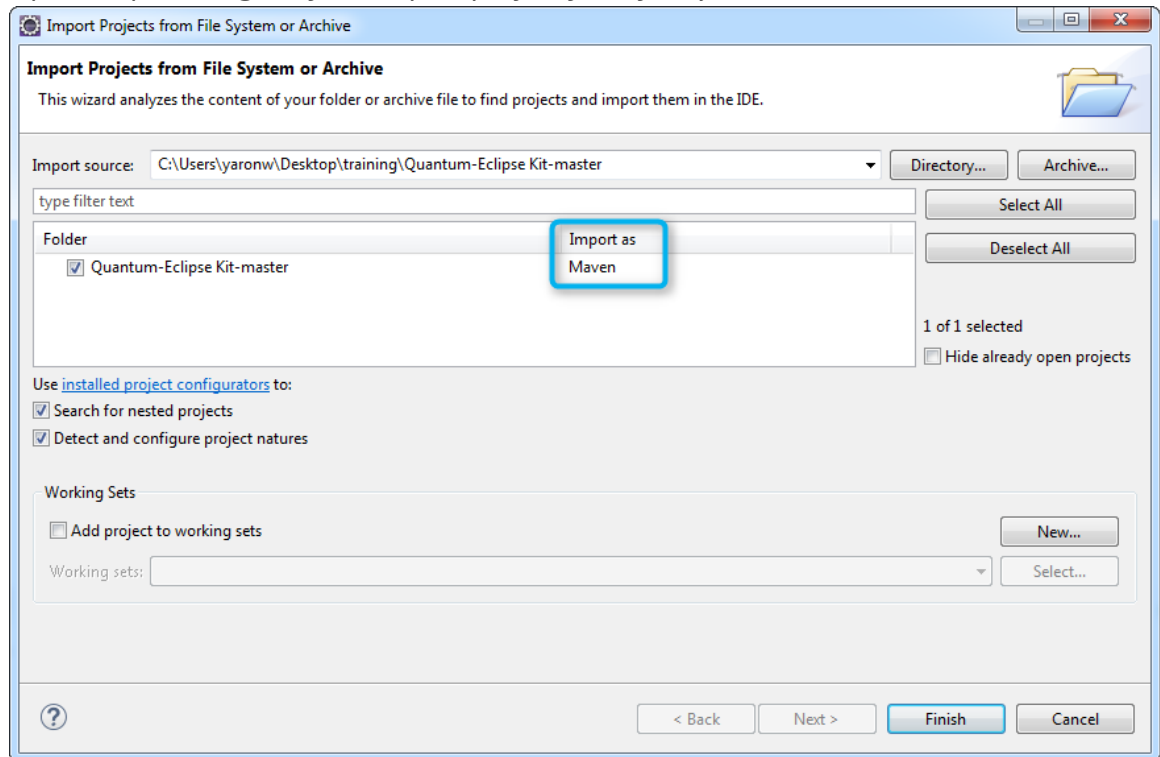 Import Projects from File System or Archive
Import Projects from File System or Archive
This wizard analyzes the content of your folder or archive file to find projects and import them in the IDE.
Import source: C:\Users\yaronw\Desktop\training\Quantum-Eclipse Kit-master Directory... Archive...
type filter text Select All
Folder Import as Deselect All
Quantum-Eclipse Kit-master Maven
1 of 1 selected
Hide already open projects
Use installed project configurators to:
Search for nested projects
Detect and configure project natures
Working Sets
Add project to working sets New...
Working sets: Select...
? < Back Next > Finish Cancel